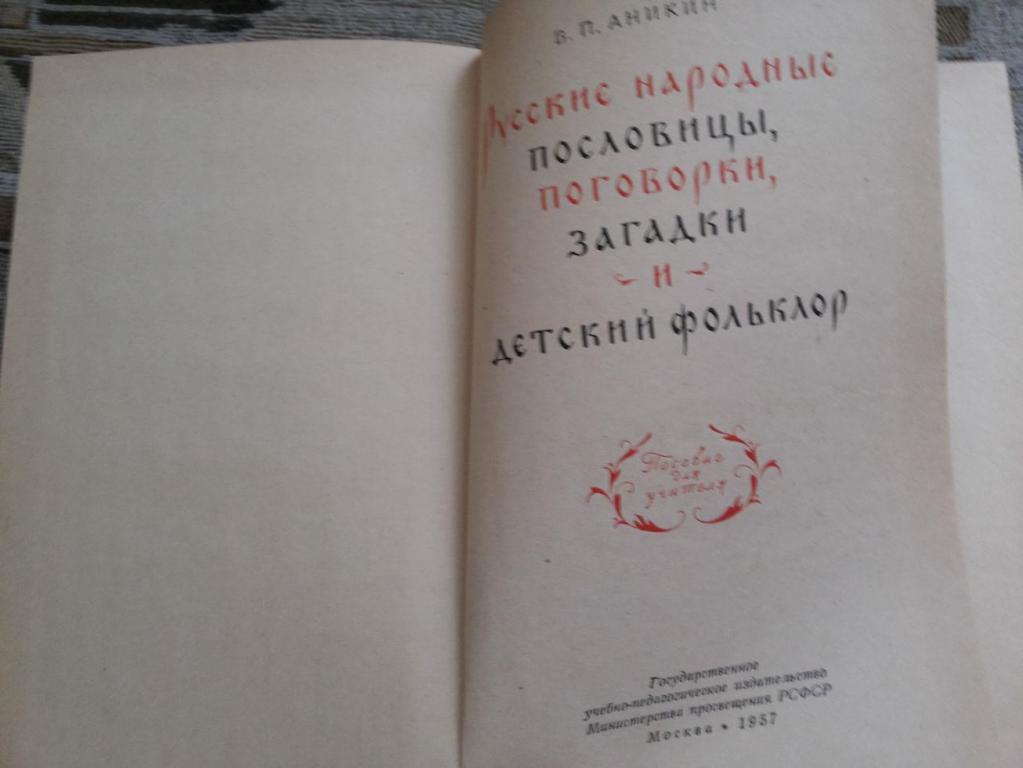 В. П. АНИКИН
РУССКИЕ НАРОДНЫЕ
ПОСЛОВИЦЫ,
ПОГОВОРКИ,
ЗАГАДКИ
И
ДЕТСКИЙ ФОЛЬКЛОР
Пособие
для
учителя
Государственное
учебно-педагогическое издательство
Министерства просвещения РСФСР
Москва • 1957